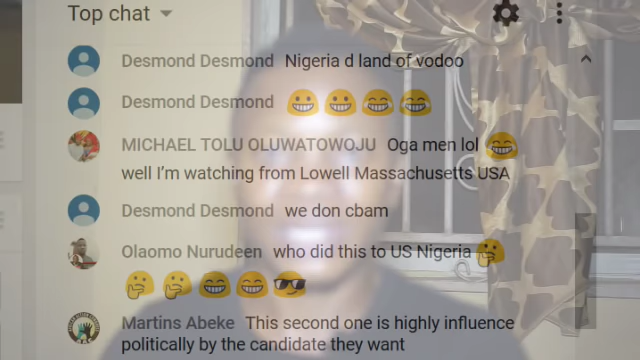 Top chat
Desmond Desmond Nigeria d land of vodoo
Desmond Desmond 😀😀😁😁
MICHAEL TOLU OLUWATOWOJU Oga men lol 😁
well I'm watching from Lowell Massachusetts USA
Desmond Desmond we don cbam
Olaomo Nurudeen who did this to US Nigeria 🤔
🤔🤔😁😁😎
Martins Abeke This second one is highly influence
politically by the candidate they want